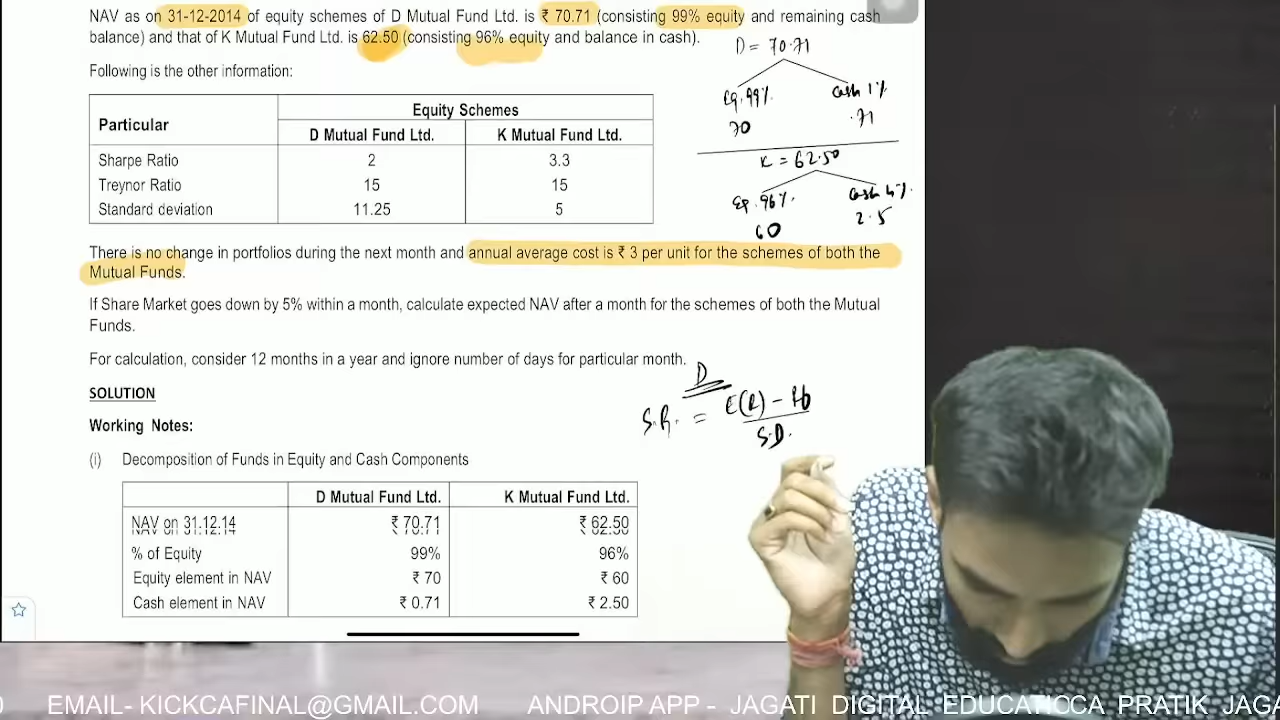 NAV as on 31-12-2014 of equity schemes of D Mutual Fund Ltd. is ₹ 70.71 (consisting 99% equity and remaining cash
balance) and that of K Mutual Fund Ltd. is 62.50 (consisting 96% equity and balance in cash).
D = 70.71
Following is the other information:
Eq. 99% Cash 1%
70 .71
K = 62.50
Eq. 96% Cash 4%
60 2.5
Particular Equity Schemes
D Mutual Fund Ltd. K Mutual Fund Ltd.
Sharpe Ratio 2 3.3
Treynor Ratio 15 15
Standard deviation 11.25 5
There is no change in portfolios during the next month and annual average cost is ₹ 3 per unit for the schemes of both the
Mutual Funds.
If Share Market goes down by 5% within a month, calculate expected NAV after a month for the schemes of both the Mutual
Funds.
For calculation, consider 12 months in a year and ignore number of days for particular month.
SOLUTION
D
S.R. = E(R) - Rf
S.D.
Working Notes:
(i) Decomposition of Funds in Equity and Cash Components
D Mutual Fund Ltd. K Mutual Fund Ltd.
NAV on 31.12.14 ₹ 70.71 ₹ 62.50
% of Equity 99% 96%
Equity element in NAV ₹ 70 ₹ 60
Cash element in NAV ₹ 0.71 ₹ 2.50
EMAIL- KICKCAFINAL@GMAIL.COM ANDROIP APP - JAGATI DIGITAL EDUCATIOCA PRATIK JAGA